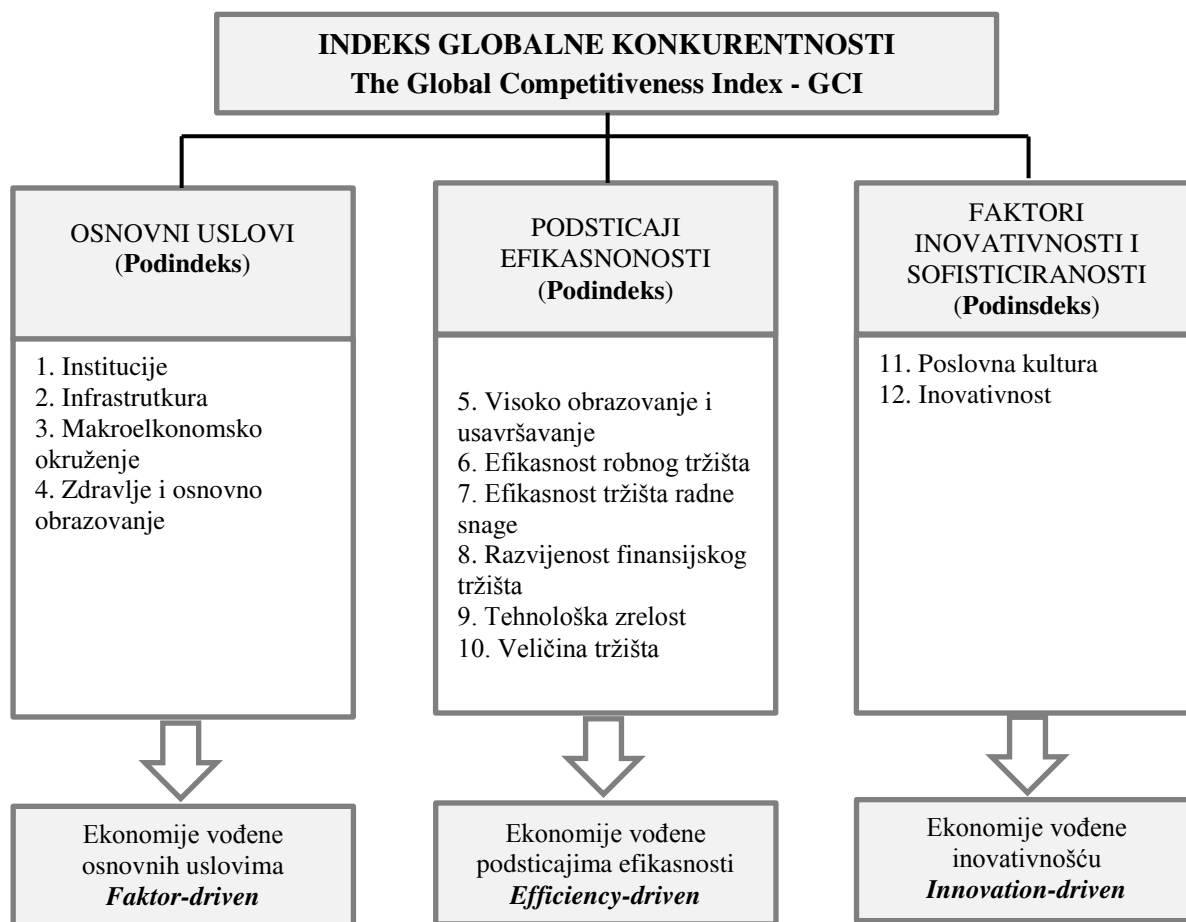 INDEKS GLOBALNE KONKURENTNOSTI
The Global Competitiveness Index - GCI
OSNOVNI USLOVI
(Podindeks)
1. Institucije
2. Infrastrutkura
3. Makroelkonomsko
okruženje
4. Zdravlje i osnovno
obrazovanje
Ekonomije vođene
osnovnih uslovima
Faktor-driven
PODSTICAJI
EFIKASNONOSTI
(Podindeks)
5. Visoko obrazovanje i
usavršavanje
6. Efikasnost robnog tržišta
7. Efikasnost tržišta radne
snage
8. Razvijenost finansijskog
tržišta
9. Tehnološka zrelost
10. Veličina tržišta
Ekonomije vođene
podsticajima efikasnosti
Efficiency-driven
FAKTORI
INOVATIVNOSTI I
SOFISTICIRANOSTI
(Podinsdeks)
11. Poslovna kultura
12. Inovativnost
Ekonomije vođene
inovativnošću
Innovation-driven